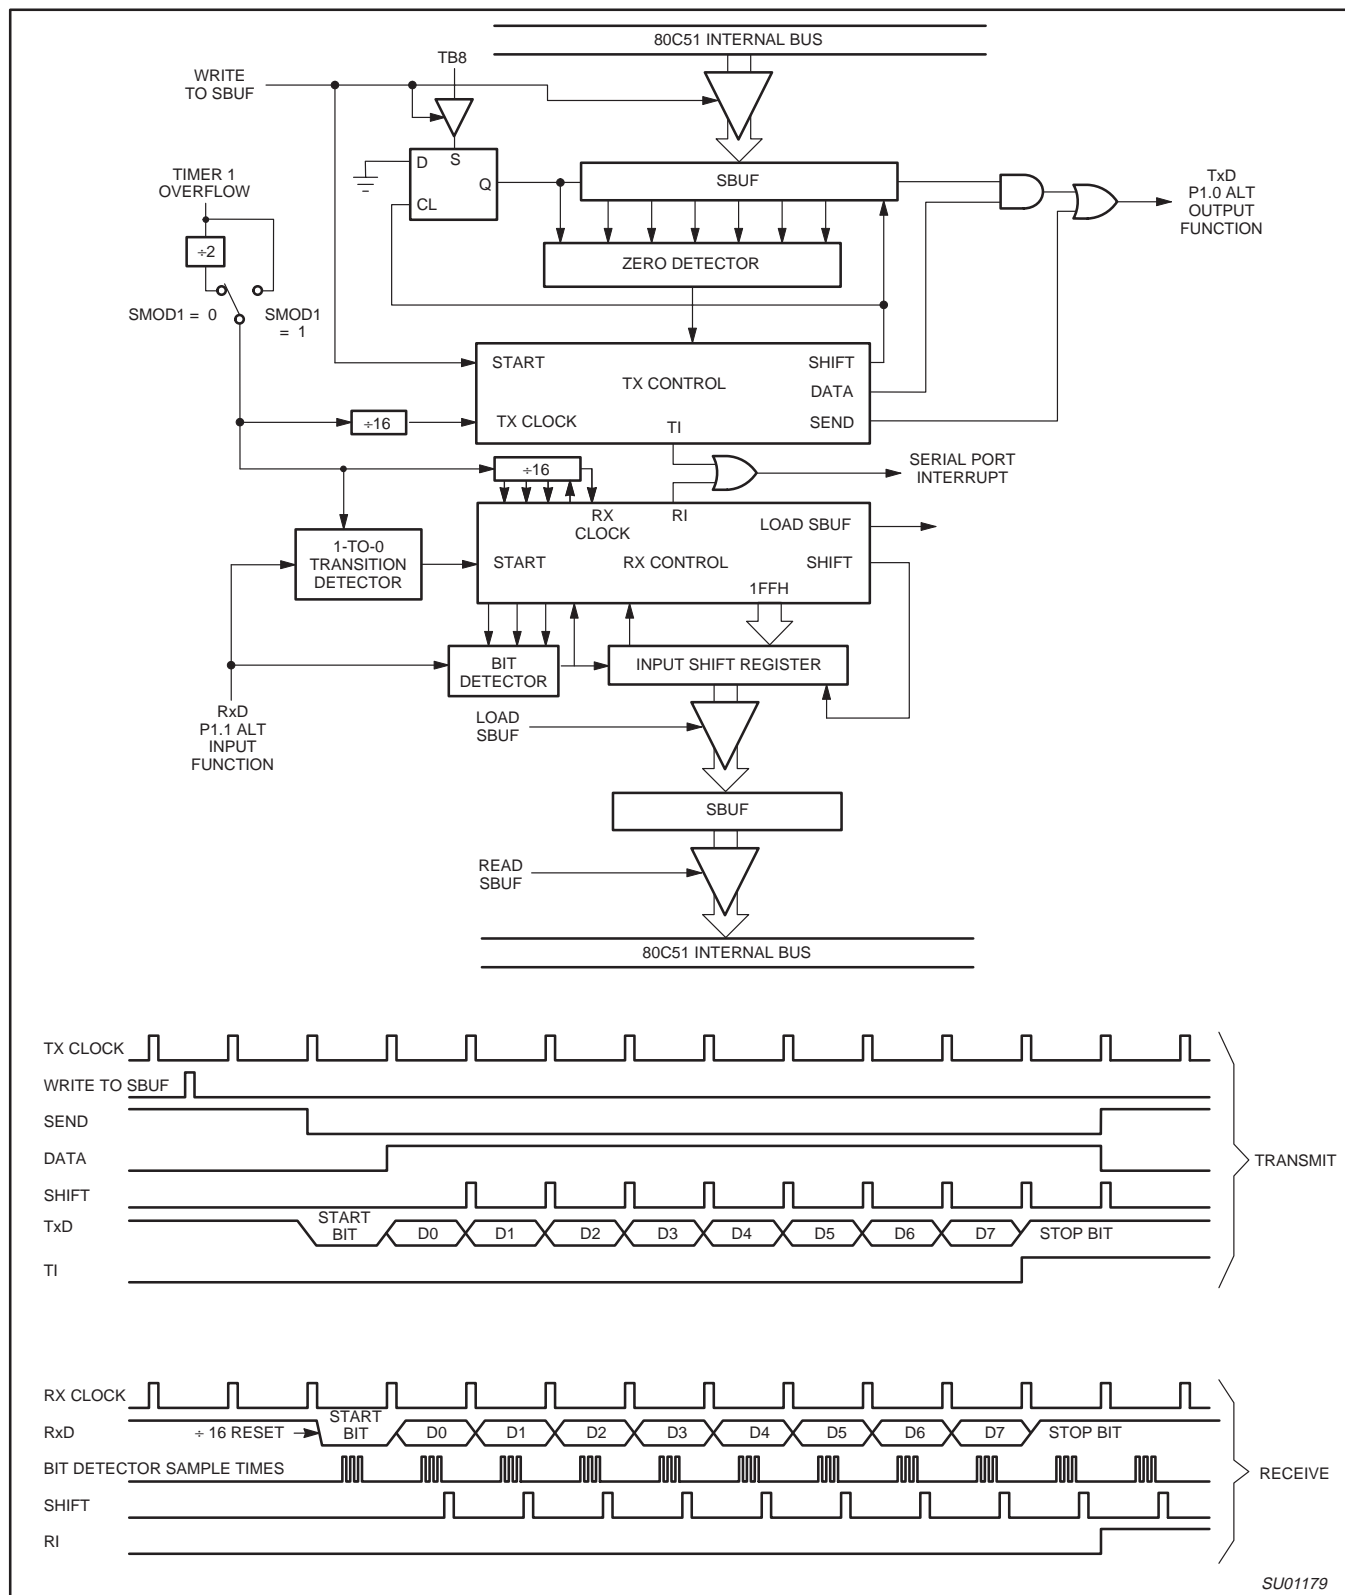 80C51 INTERNAL BUS
TB8
WRITE
TO SBUF
D
S
Q
CL
SBUF
TxD
P1.0 ALT
OUTPUT
FUNCTION
TIMER 1
OVERFLOW
÷2
ZERO DETECTOR
SMOD1 = 0
SMOD1
= 1
START
SHIFT
TX CONTROL
DATA
TX CLOCK
TI
SEND
÷16
SERIAL PORT
INTERRUPT
÷16
RX
CLOCK
RI
LOAD SBUF
1-TO-0
TRANSITION
DETECTOR
START
RX CONTROL
SHIFT
1FFH
BIT
DETECTOR
INPUT SHIFT REGISTER
RxD
P1.1 ALT
INPUT
FUNCTION
LOAD
SBUF
SBUF
READ
SBUF
80C51 INTERNAL BUS
TX CLOCK
WRITE TO SBUF
SEND
DATA
TRANSMIT
SHIFT
TxD
START
BIT
D0 D1 D2 D3 D4 D5 D6 D7 STOP BIT
TI
RX CLOCK
RxD
÷ 16 RESET
START
BIT
D0 D1 D2 D3 D4 D5 D6 D7 STOP BIT
BIT DETECTOR SAMPLE TIMES
RECEIVE
SHIFT
RI
SU01179